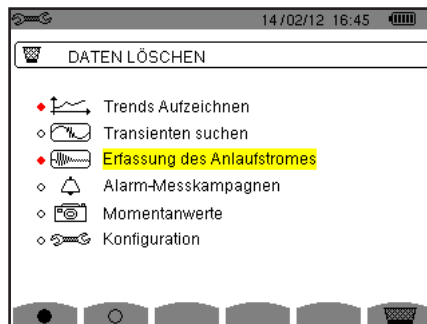 14/02/12 16:45
DATEN LÖSCHEN
Trends Aufzeichnen
Transienten suchen
Erfassung des Anlaufstromes
Alarm-Messkampagnen
Momentanwerte
Konfiguration